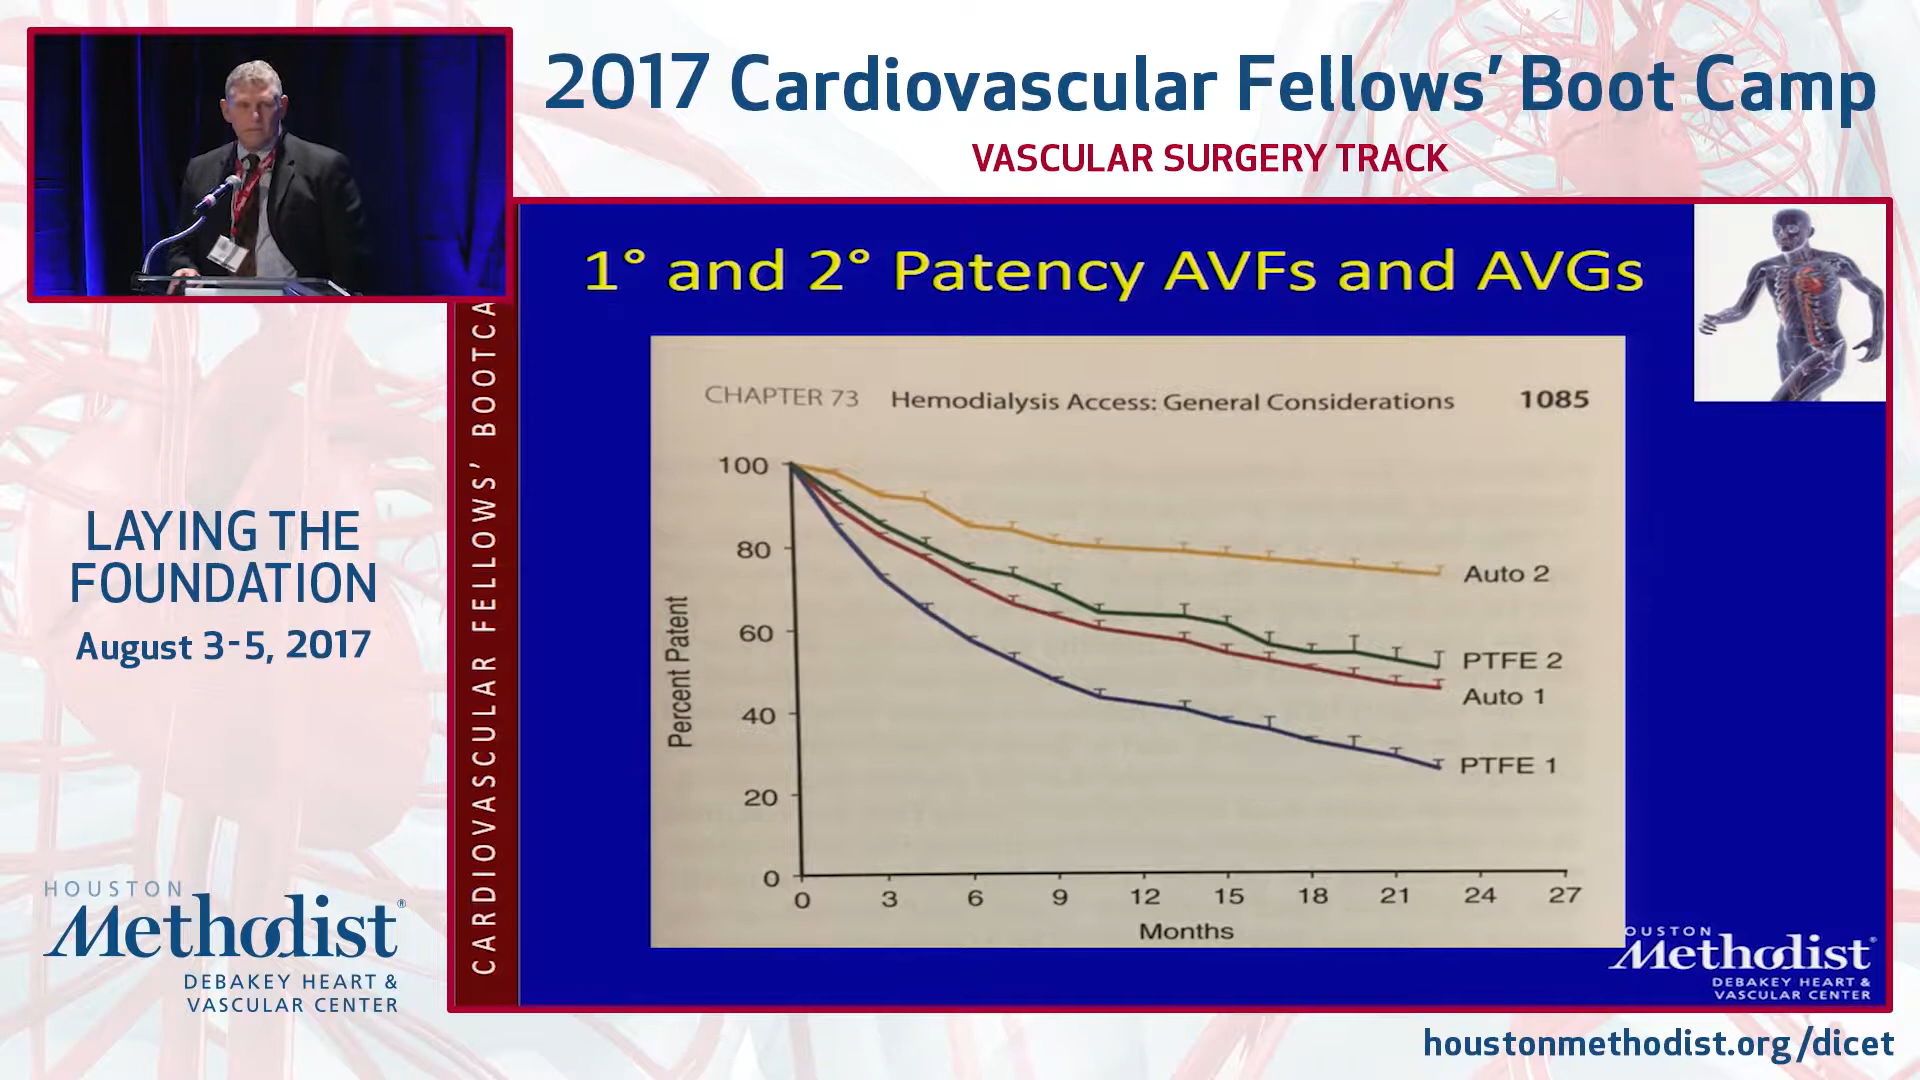 2017 Cardiovascular Fellows’ Boot Camp
VASCULAR SURGERY TRACK
LAYING THE
FOUNDATION
August 3-5, 2017
HOUSTON
Methodist®
DEBAKEY HEART &
VASCULAR CENTER
CARDIOVASCULAR FELLOWS’ BOOTCA
1° and 2° Patency AVFs and AVGs
CHAPTER 73 Hemodialysis Access: General Considerations 1085
Percent Patent
100
80
60
40
20
0
Auto 2
PTFE 2
Auto 1
PTFE 1
0 3 6 9 12 15 18 21 24 27
Months
OUSTON
Methodist®
DEBAKEY HEART &
VASCULAR CENTER
houstonmethodist.org/dicet